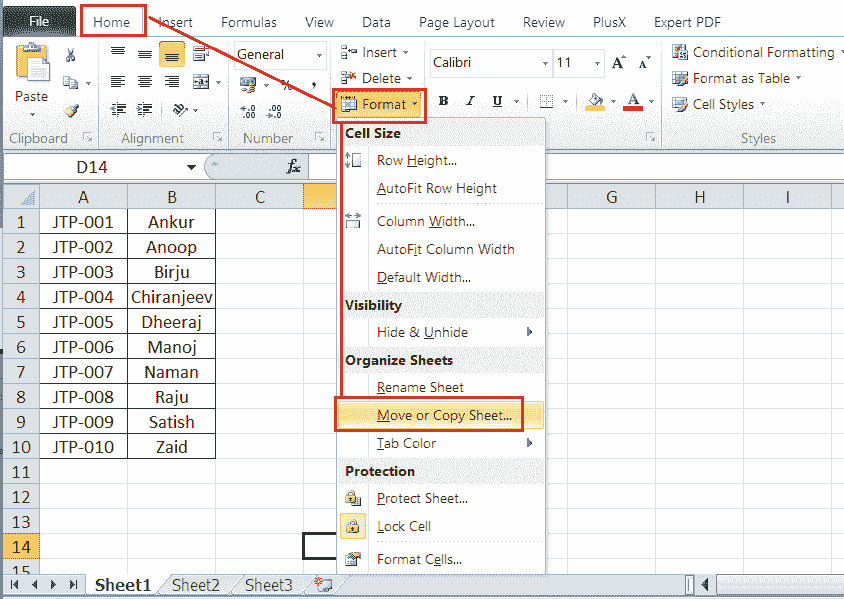 File Home Insert Formulas View Data Page Layout Review PlusX Expert PDF
Paste
Clipboard
Alignment
General
%
,
Number
Insert
Delete
Format
Calibri 11
A A
B I U
A
Conditional Formatting
Format as Table
Cell Styles
Styles
D14 fx
A B C G H I
1 JTP-001 Ankur
2 JTP-002 Anoop
3 JTP-003 Birju
4 JTP-004 Chiranjeev
5 JTP-005 Dheeraj
6 JTP-006 Manoj
7 JTP-007 Naman
8 JTP-008 Raju
9 JTP-009 Satish
10 JTP-010 Zaid
11
12
13
14
15
Cell Size
Row Height...
AutoFit Row Height
Column Width...
AutoFit Column Width
Default Width...
Visibility
Hide & Unhide
Organize Sheets
Rename Sheet
Move or Copy Sheet...
Tab Color
Protection
Protect Sheet...
Lock Cell
Format Cells...
Sheet1 Sheet2 Sheet3